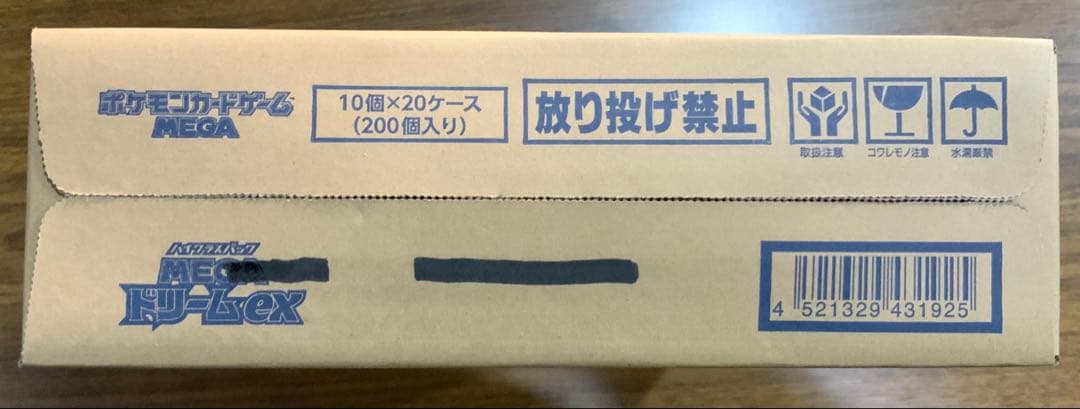 ポケモンカードゲーム
MEGA
10個×20ケース
(200個入り)
放り投げ禁止
取扱注意
コワレモノ注意
水濡厳禁
ハイクラスパック
MEGA
ドリームex
4 521329 431925